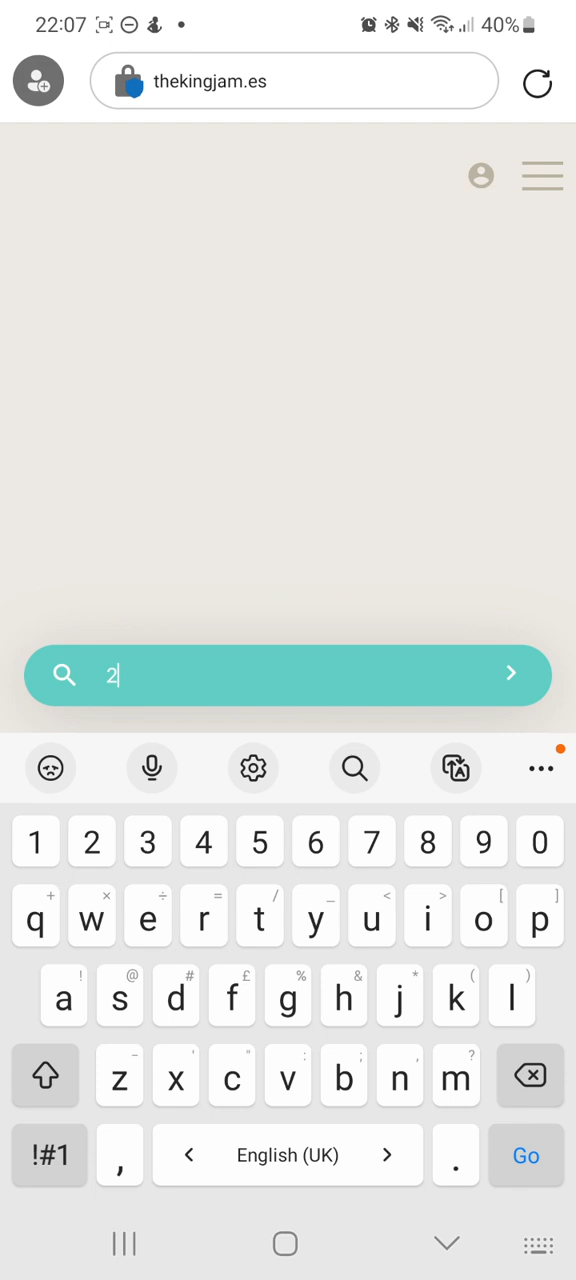 22:07 40%
thekingjam.es
2
1 2 3 4 5 6 7 8 9 0
+ × ÷ = / _ < > [ ]
q w e r t y u i o p
! @ # £ % & * ( )
a s d f g h j k l
- ' " : ; , ?
z x c v b n m
!#1 , < English (UK) > . Go